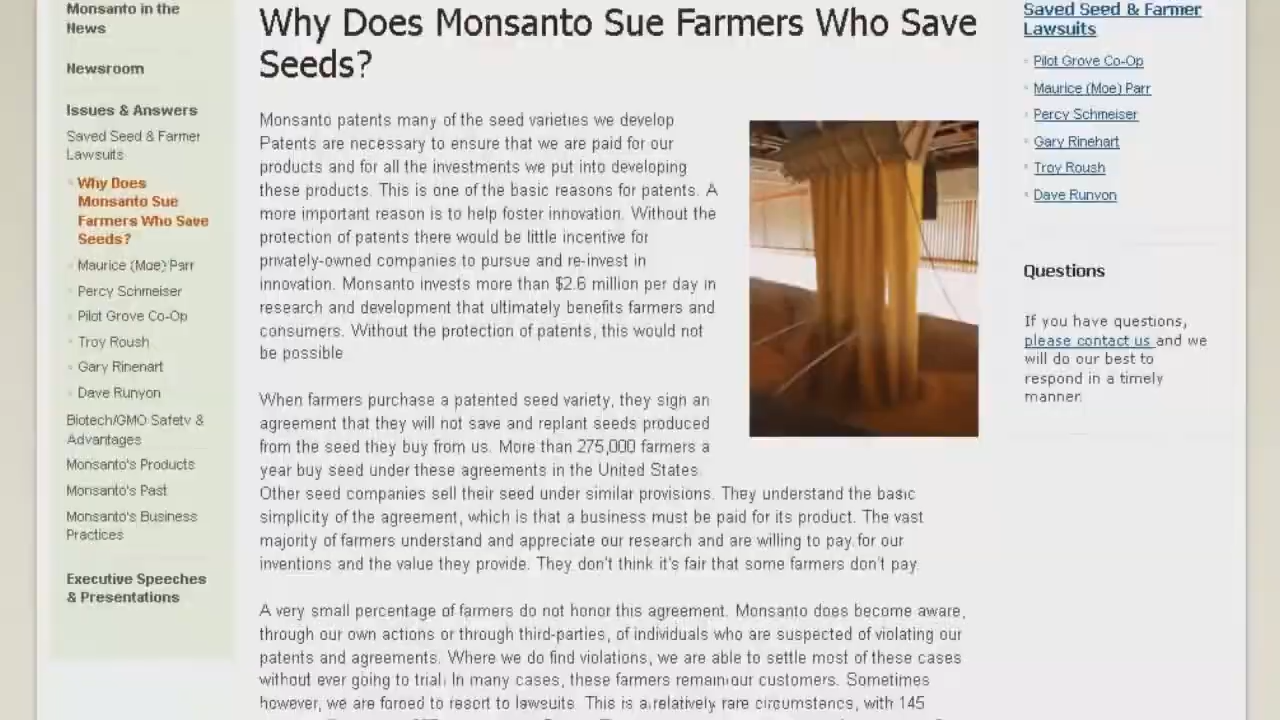 Monsanto in the
News
Newsroom
Issues & Answers
Saved Seed & Farmer
Lawsuits
Why Does
Monsanto Sue
Farmers Who Save
Seeds?
Maurice (Moe) Parr
Percy Schmeiser
Pilot Grove Co-Op
Troy Roush
Gary Rinehart
Dave Runyon
Biotech/GMO Safety &
Advantages
Monsanto's Products
Monsanto's Past
Monsanto's Business
Practices
Executive Speeches
& Presentations
Why Does Monsanto Sue Farmers Who Save
Seeds?
Monsanto patents many of the seed varieties we develop
Patents are necessary to ensure that we are paid for our
products and for all the investments we put into developing
these products. This is one of the basic reasons for patents. A
more important reason is to help foster innovation. Without the
protection of patents there would be little incentive for
privately-owned companies to pursue and re-invest in
innovation. Monsanto invests more than $2.6 million per day in
research and development that ultimately benefits farmers and
consumers. Without the protection of patents, this would not
be possible
When farmers purchase a patented seed variety, they sign an
agreement that they will not save and replant seeds produced
from the seed they buy from us. More than 275,000 farmers a
year buy seed under these agreements in the United States
Other seed companies sell their seed under similar provisions. They understand the basic
simplicity of the agreement, which is that a business must be paid for its product. The vast
majority of farmers understand and appreciate our research and are willing to pay for our
inventions and the value they provide. They don't think it's fair that some farmers don't pay.
A very small percentage of farmers do not honor this agreement. Monsanto does become aware,
through our own actions or through third-parties, of individuals who are suspected of violating our
patents and agreements. Where we do find violations, we are able to settle most of these cases
without ever going to trial. In many cases, these farmers remain our customers. Sometimes
however, we are forced to resort to lawsuits. This is a relatively rare circumstance, with 145
Saved Seed & Farmer
Lawsuits
Pilot Grove Co-Op
Maurice (Moe) Parr
Percy Schmeiser
Gary Rinehart
Troy Roush
Dave Runyon
Questions
If you have questions,
please contact us and we
will do our best to
respond in a timely
manner.